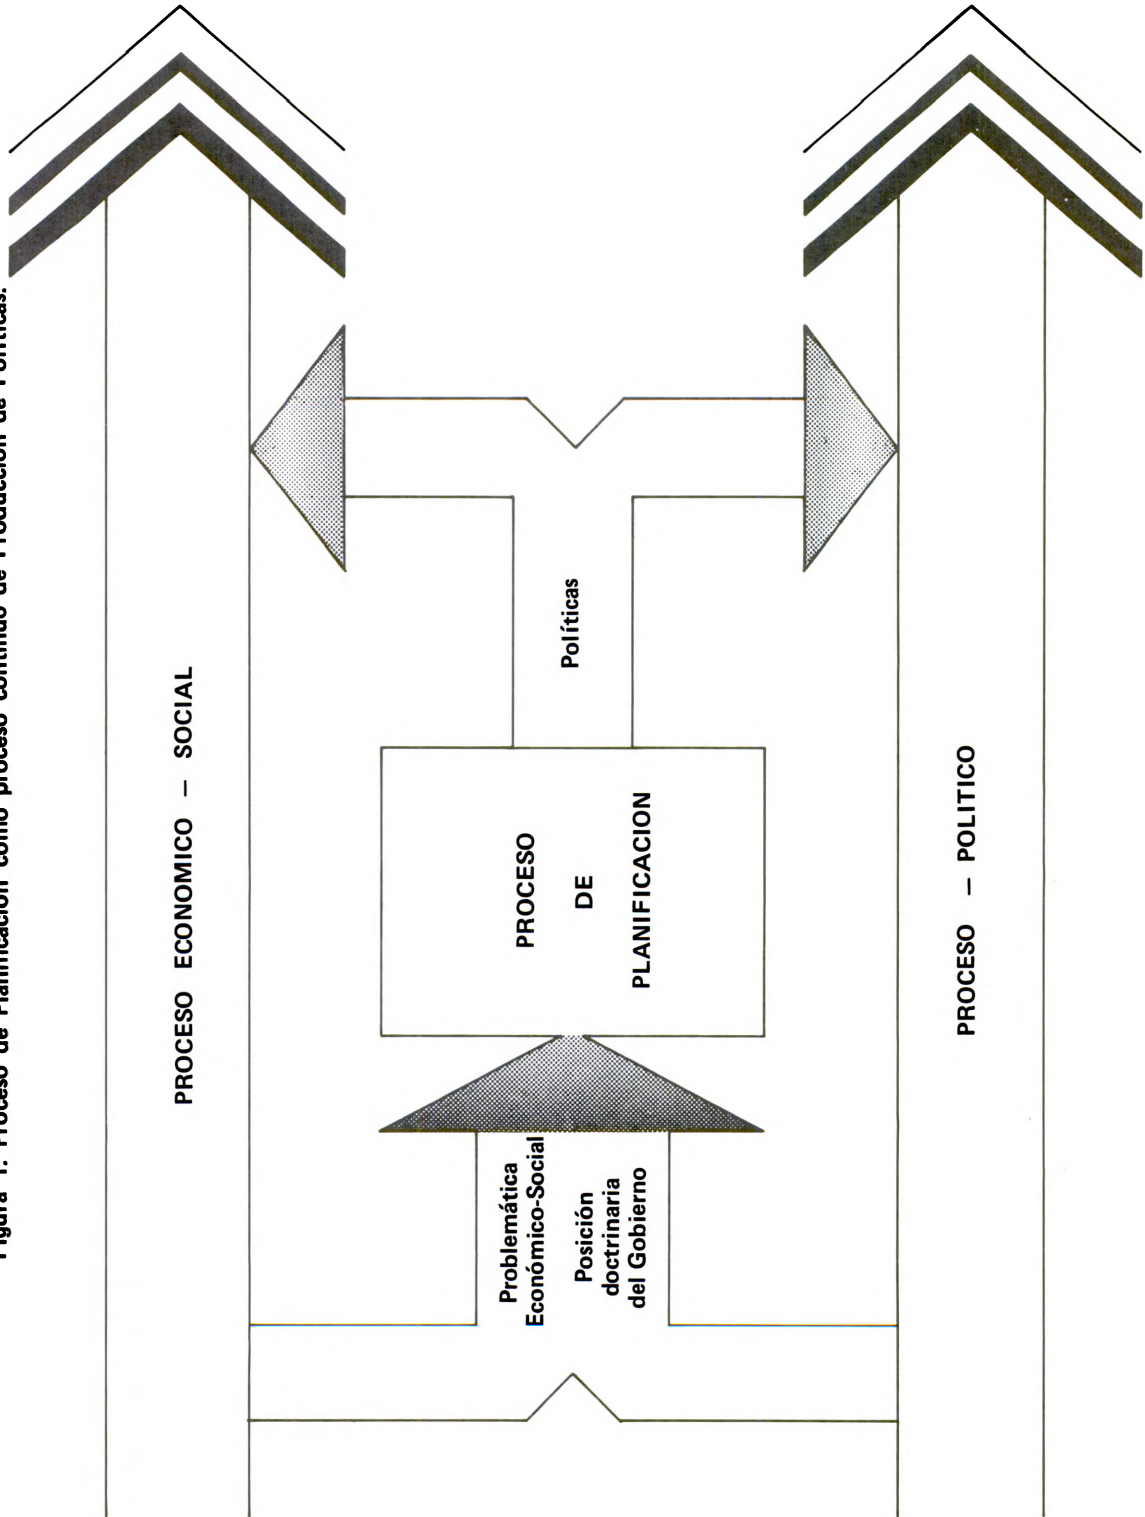 Figura 1. Proceso de Planificación como proceso continuo de Producción de Políticas.
PROCESO ECONOMICO — SOCIAL
Problemática
Económico-Social
Posición
doctrinaria
del Gobierno
PROCESO
DE
PLANIFICACION
Políticas
PROCESO — POLITICO